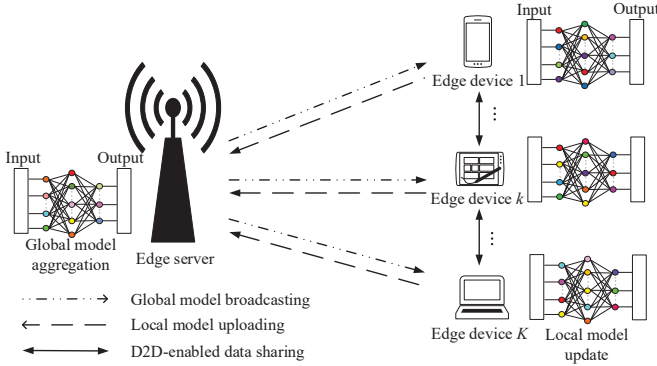 Input
Output
Edge device 1
Input
Output
Edge device k
Global model
aggregation
Edge server
Edge device K
Local model
update
Global model broadcasting
Local model uploading
D2D-enabled data sharing